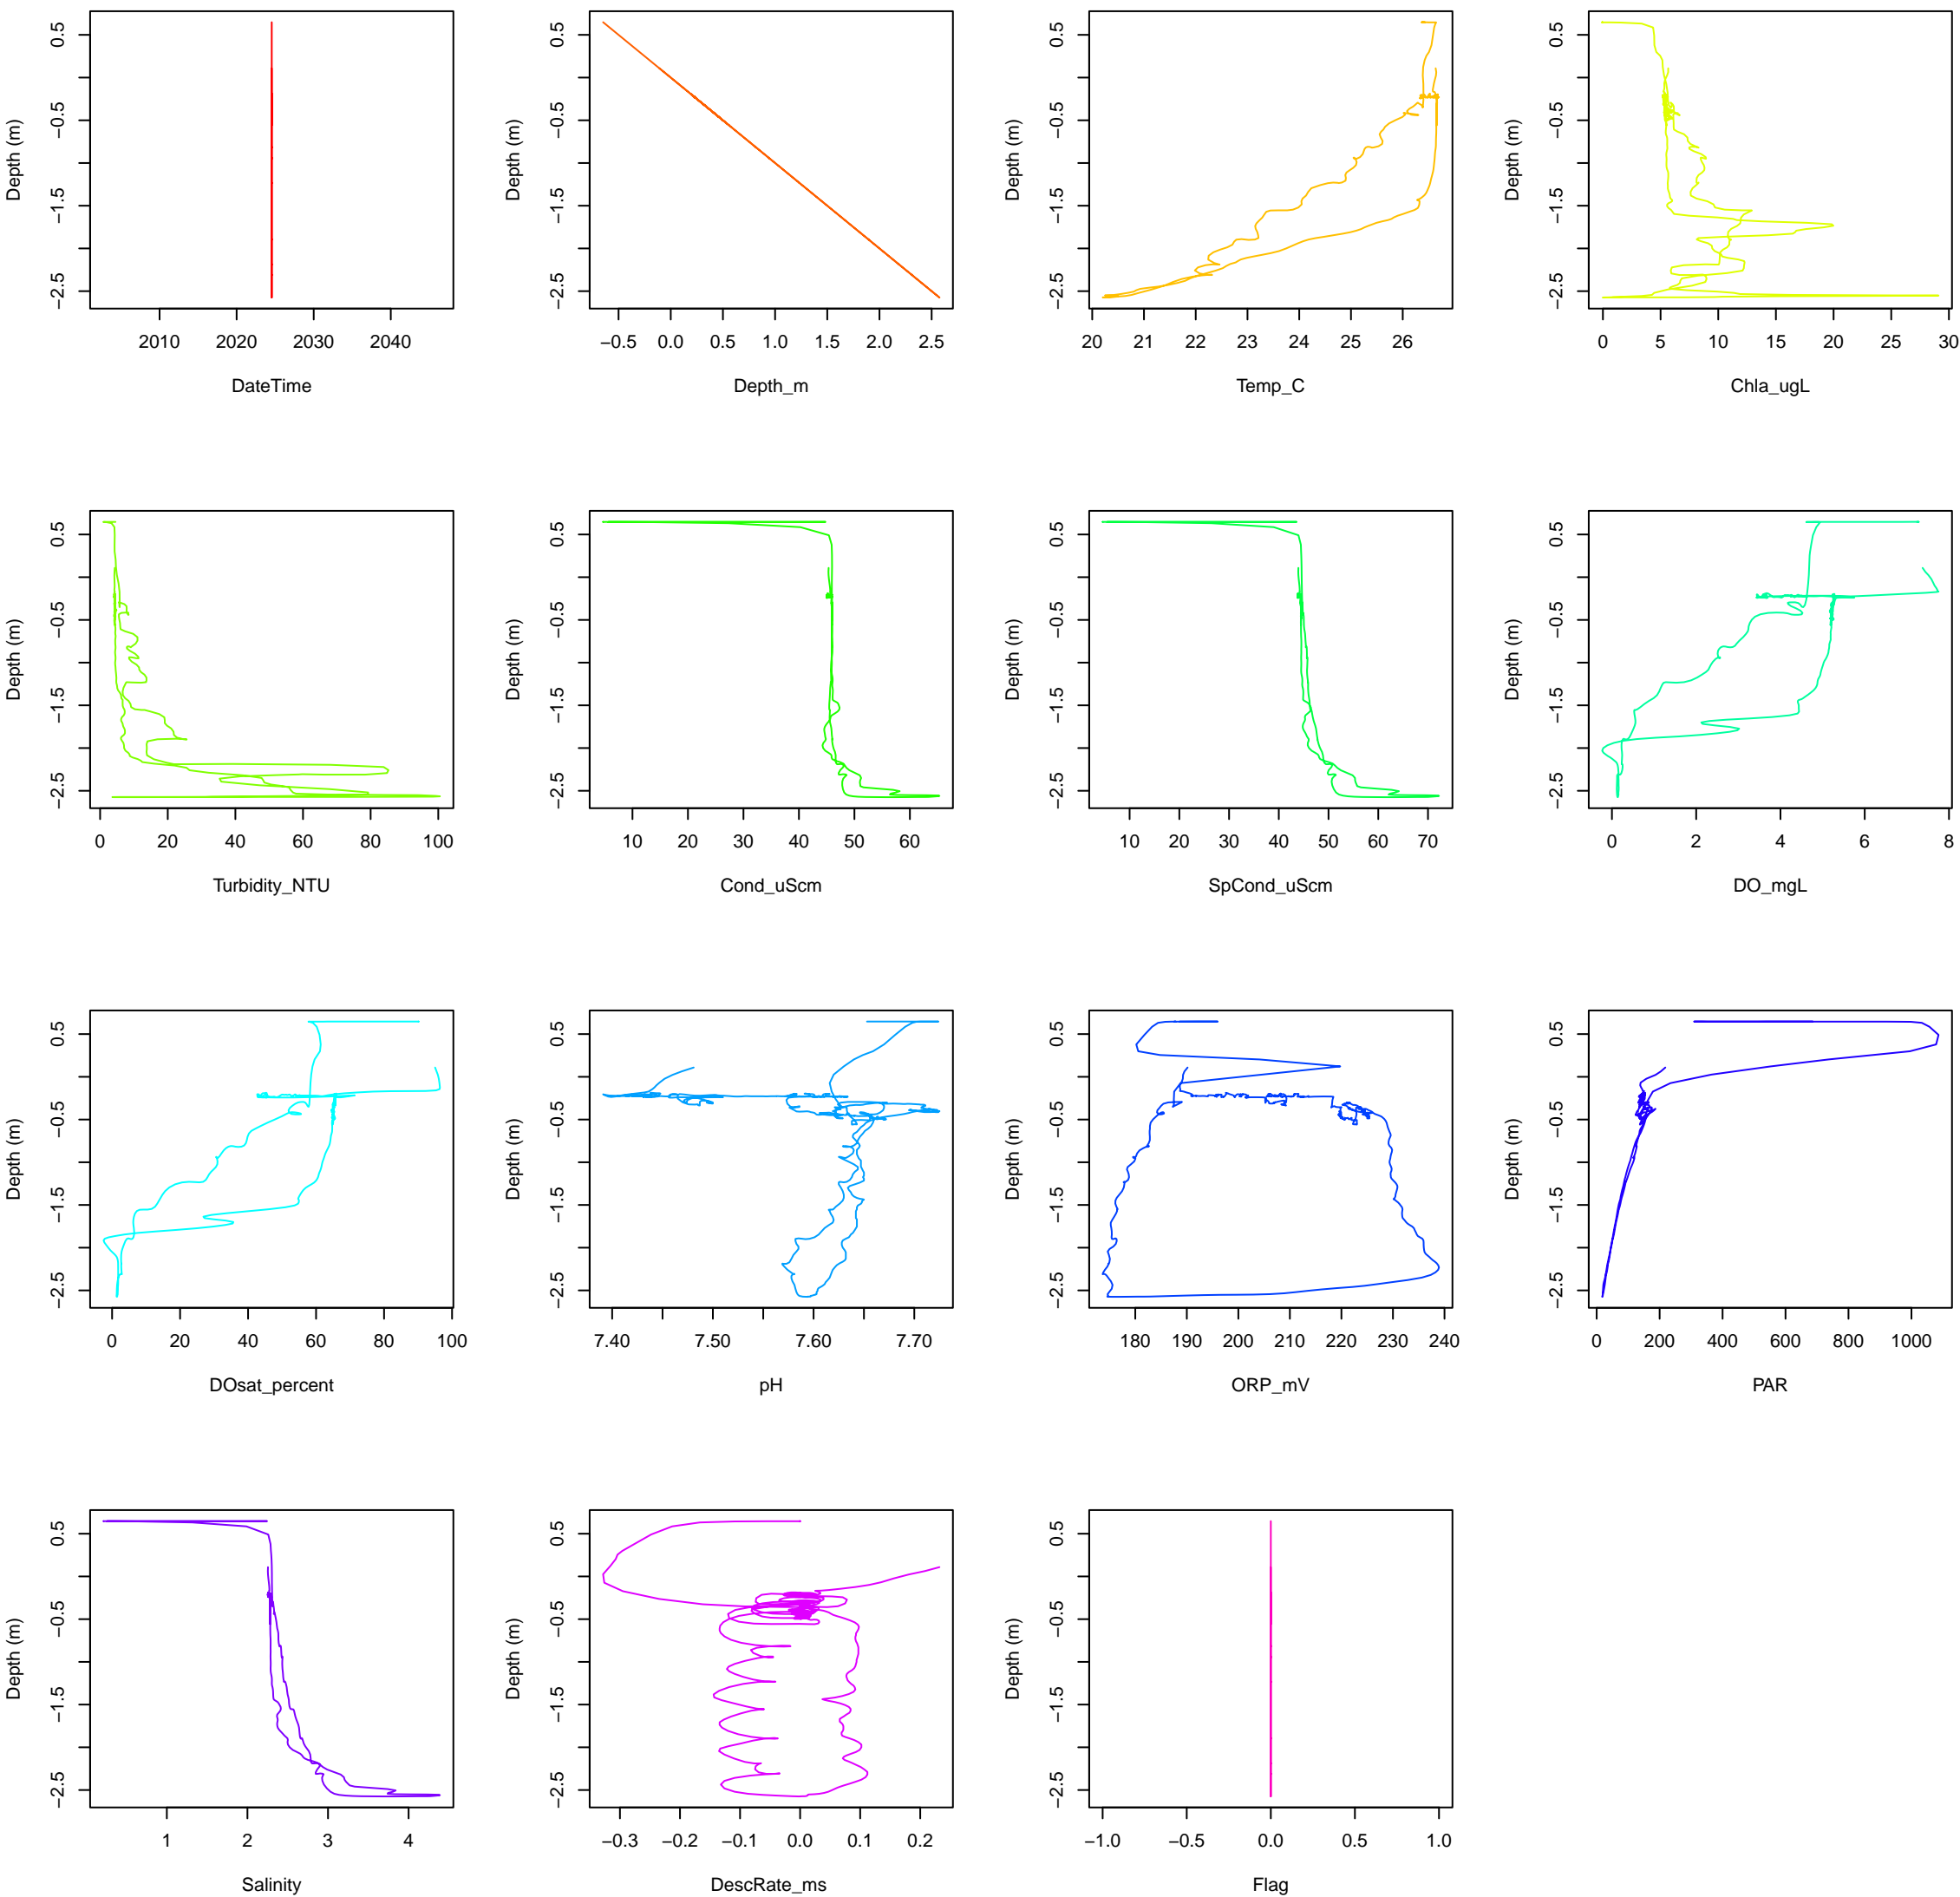 Depth (m)
0.5
−0.5
−1.5
−2.5
2010 2020 2030 2040
DateTime
Depth (m)
0.5
−0.5
−1.5
−2.5
−0.5 0.0 0.5 1.0 1.5 2.0 2.5
Depth_m
Depth (m)
0.5
−0.5
−1.5
−2.5
20 21 22 23 24 25 26
Temp_C
Depth (m)
0.5
−0.5
−1.5
−2.5
0 5 10 15 20 25 30
Chla_ugL
Depth (m)
0.5
−0.5
−1.5
−2.5
0 20 40 60 80 100
Turbidity_NTU
Depth (m)
0.5
−0.5
−1.5
−2.5
10 20 30 40 50 60
Cond_uScm
Depth (m)
0.5
−0.5
−1.5
−2.5
10 20 30 40 50 60 70
SpCond_uScm
Depth (m)
0.5
−0.5
−1.5
−2.5
0 2 4 6 8
DO_mgL
Depth (m)
0.5
−0.5
−1.5
−2.5
0 20 40 60 80 100
DOsat_percent
Depth (m)
0.5
−0.5
−1.5
−2.5
7.40 7.50 7.60 7.70
pH
Depth (m)
0.5
−0.5
−1.5
−2.5
180 190 200 210 220 230 240
ORP_mV
Depth (m)
0.5
−0.5
−1.5
−2.5
0 200 400 600 800 1000
PAR
Depth (m)
0.5
−0.5
−1.5
−2.5
1 2 3 4
Salinity
Depth (m)
0.5
−0.5
−1.5
−2.5
−0.3 −0.2 −0.1 0.0 0.1 0.2
DescRate_ms
Depth (m)
0.5
−0.5
−1.5
−2.5
−1.0 −0.5 0.0 0.5 1.0
Flag